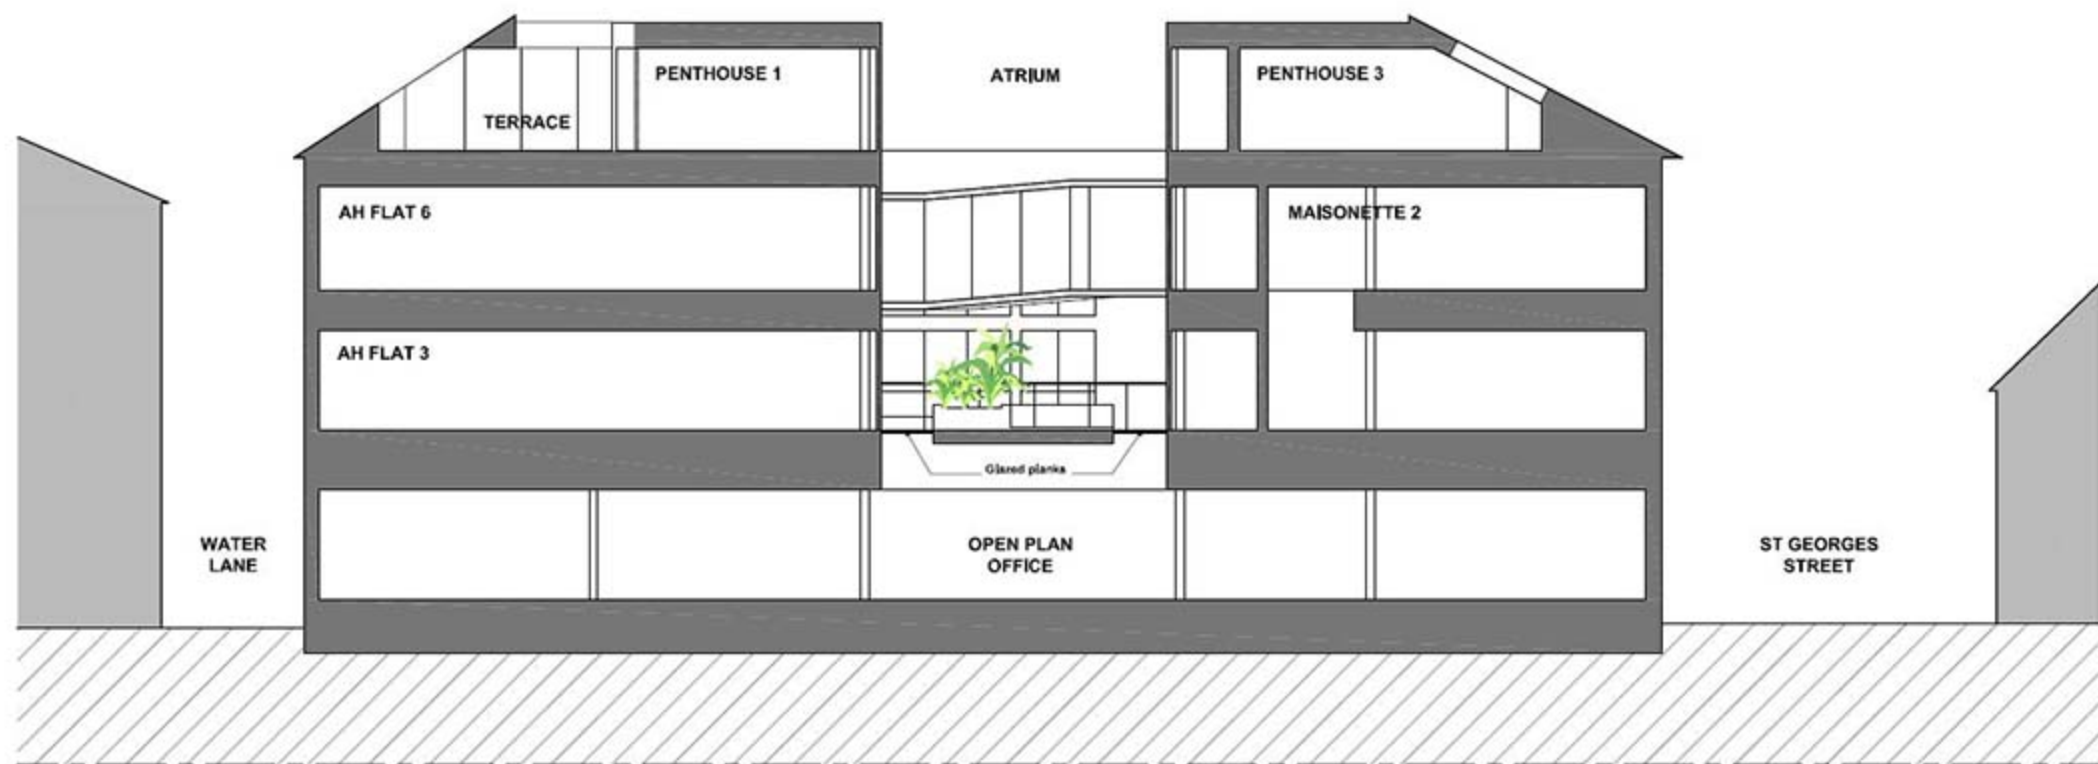 PENTHOUSE 1
ATRIUM
PENTHOUSE 3
TERRACE
AH FLAT 6
MAISONETTE 2
AH FLAT 3
Glazed planks
WATER
LANE
OPEN PLAN
OFFICE
ST GEORGES
STREET